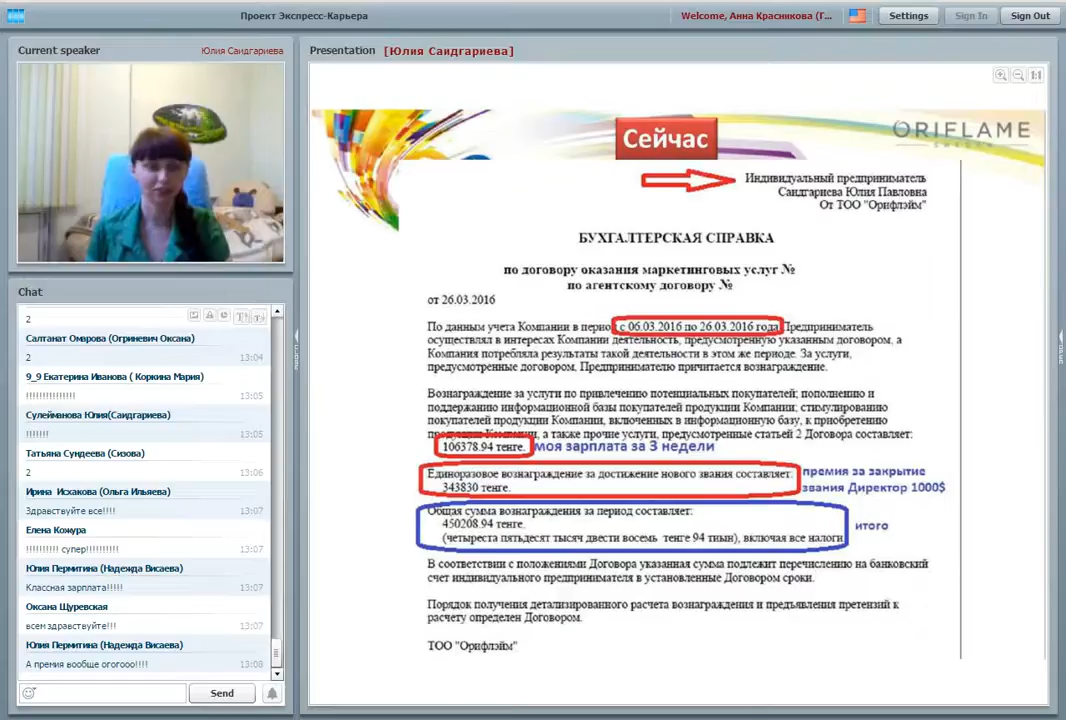 Проект Экспресс-Карьера
Welcome, Анна Красникова (Г...
Settings
Sign In
Sign Out
Current speaker
Юлия Саидгариева
Chat
2
Салтанат Омарова (Огриневич Оксана)
2
13:04
9_9 Екатерина Иванова ( Коркина Мария)
!!!!!!!!!!!!!!!
13:05
Сулейманова Юлия(Саидгариева)
!!!!!!!
13:05
Татьяна Сундеева (Сизова)
2
13:06
Ирина Исхакова (Ольга Ильяева)
Здравствуйте все!!!!
13:07
Елена Кожура
!!!!!!!!!! супер!!!!!!!!!!
13:07
Юлия Пермитина (Надежда Висаева)
Классная зарплата!!!!!
13:07
Оксана Щуревская
всем здравствуйте!!!
13:07
Юлия Пермитина (Надежда Висаева)
А премия вообще огогооо!!!!
13:08
Send
Presentation
[Юлия Саидгариева]
1:1
Сейчас
ORIFLAME
SWEDEN
Индивидуальный предприниматель
Саидгариева Юлия Павловна
От ТОО "Орифлэйм"
БУХГАЛТЕРСКАЯ СПРАВКА
по договору оказания маркетинговых услуг №
по агентскому договору №
от 26.03.2016
По данным учета Компании в период с 06.03.2016 по 26.03.2016 года Предприниматель
осуществлял в интересах Компании деятельность, предусмотренную указанным договором, а
Компания потребляла результаты такой деятельности в этом же периоде. За услуги,
предусмотренные договором, Предпринимателю причитается вознаграждение.
Вознаграждение за услуги по привлечению потенциальных покупателей; пополнению и
поддержанию информационной базы покупателей продукции Компании; стимулированию
покупателей продукции Компании, включенных в информационную базу, к приобретению
продукции Компании, а также прочие услуги, предусмотренные статьей 2 Договора составляет:
106378.94 тенге. моя зарплата за 3 недели
Единоразовое вознаграждение за достижение нового звания составляет:
343830 тенге.
премия за закрытие
звания Директор 1000$
Общая сумма вознаграждения за период составляет:
450208.94 тенге.
(четыреста пятьдесят тысяч двести восемь тенге 94 тиын), включая все налоги
итого
В соответствии с положениями Договора указанная сумма подлежит перечислению на банковский
счет индивидуального предпринимателя в установленные Договором сроки.
Порядок получения детализированного расчета вознаграждения и предъявления претензий к
расчету определен Договором.
ТОО "Орифлэйм"